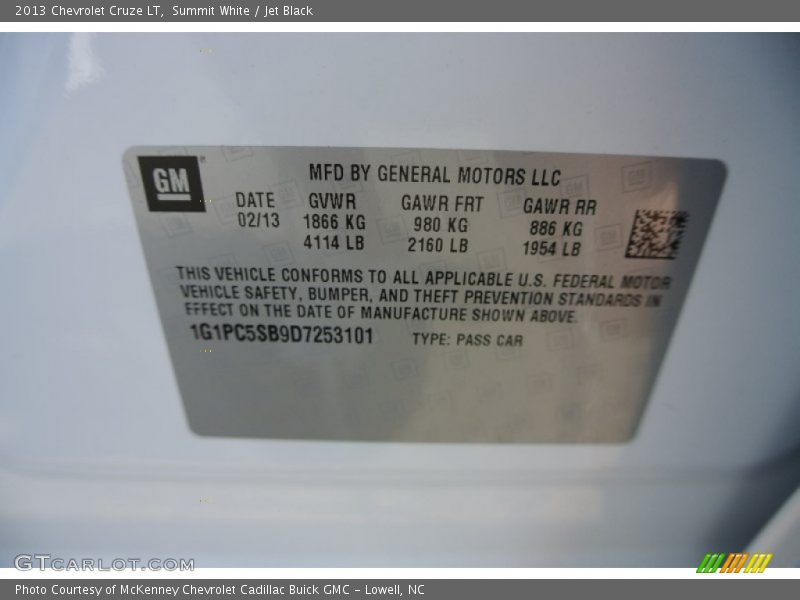 2013 Chevrolet Cruze LT, Summit White / Jet Black
GM
MFD BY GENERAL MOTORS LLC
DATE GVWR GAWR FRT GAWR RR
02/13 1866 KG 980 KG 886 KG
4114 LB 2160 LB 1954 LB
THIS VEHICLE CONFORMS TO ALL APPLICABLE U.S. FEDERAL MOTOR
VEHICLE SAFETY, BUMPER, AND THEFT PREVENTION STANDARDS IN
EFFECT ON THE DATE OF MANUFACTURE SHOWN ABOVE.
1G1PC5SB9D7253101 TYPE: PASS CAR
GTCARLOT.COM
Photo Courtesy of McKenney Chevrolet Cadillac Buick GMC - Lowell, NC